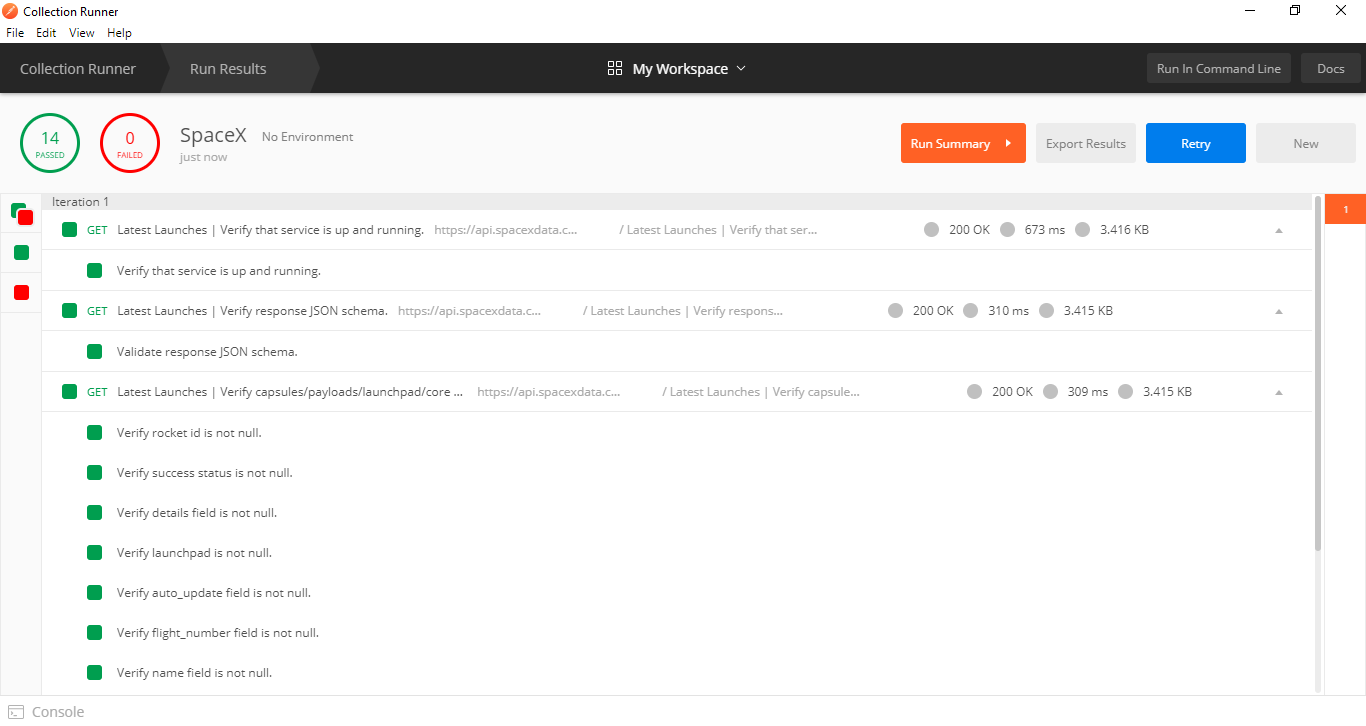 Collection Runner
File Edit View Help
Collection Runner Run Results My Workspace Run In Command Line Docs
14 PASSED 0 FAILED SpaceX No Environment Run Summary Export Results Retry New
just now
Iteration 1 1
GET Latest Launches | Verify that service is up and running. https://api.spacexdata.c... / Latest Launches | Verify that ser... 200 OK 673 ms 3.416 KB
Verify that service is up and running.
GET Latest Launches | Verify response JSON schema. https://api.spacexdata.c... / Latest Launches | Verify respons... 200 OK 310 ms 3.415 KB
Validate response JSON schema.
GET Latest Launches | Verify capsules/payloads/launchpad/core ... https://api.spacexdata.c... / Latest Launches | Verify capsule... 200 OK 309 ms 3.415 KB
Verify rocket id is not null.
Verify success status is not null.
Verify details field is not null.
Verify launchpad is not null.
Verify auto_update field is not null.
Verify flight_number field is not null.
Verify name field is not null.
Console